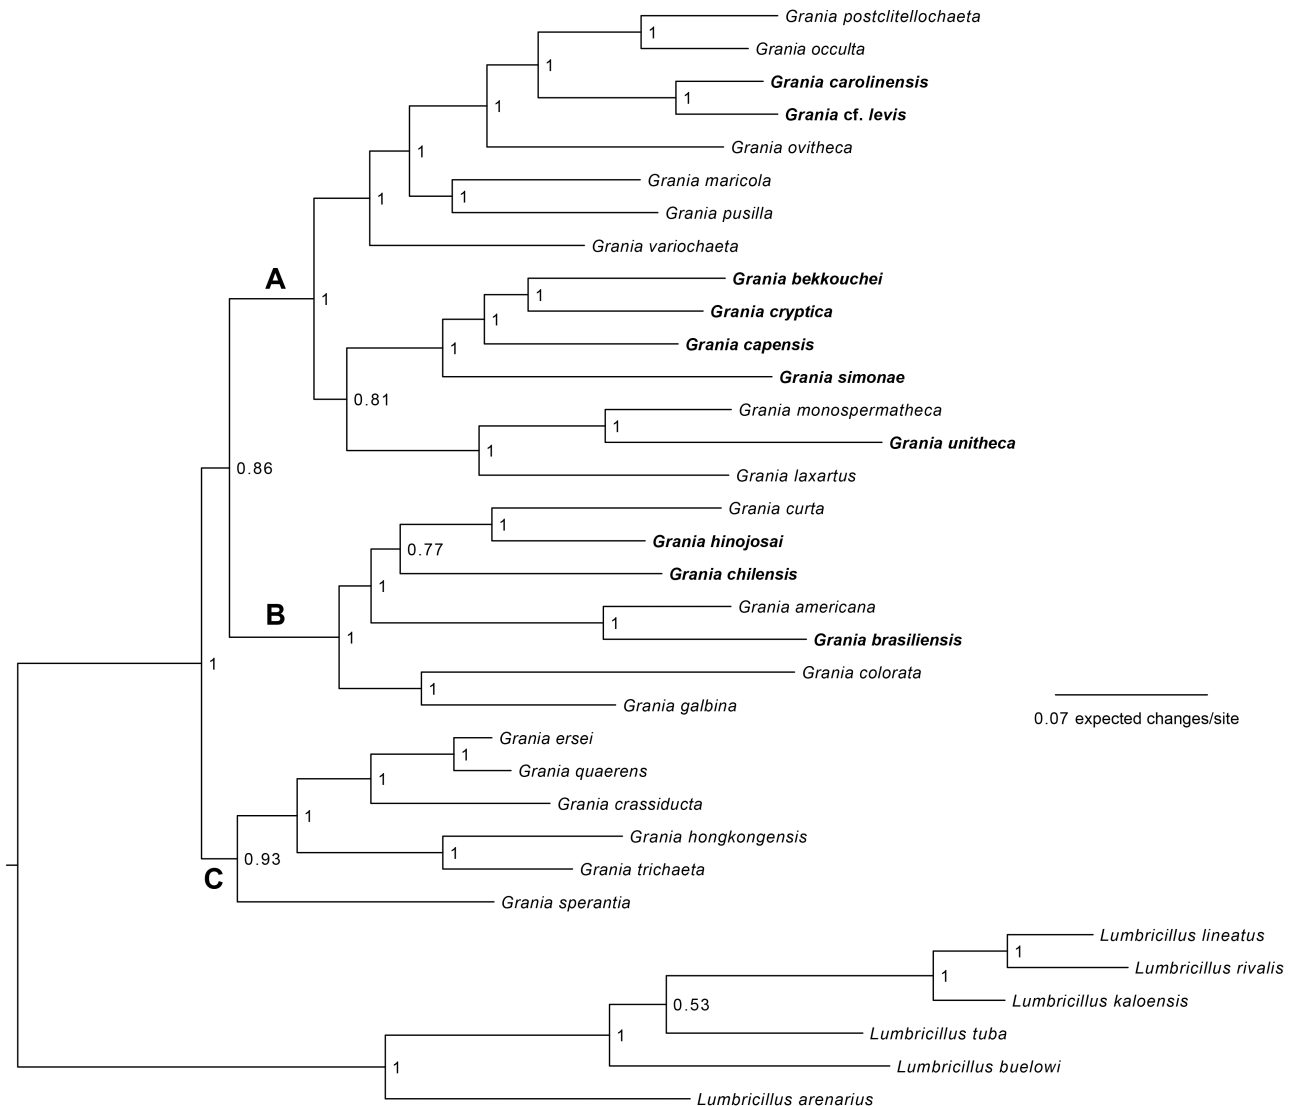 Grania postclitellochaeta
1
Grania occulta
1
Grania carolinensis
1
1
Grania cf. levis
Grania ovitheca
1
Grania maricola
1
1
Grania pusilla
Grania variochaeta
A
Grania bekkouchei
1
1
Grania cryptica
1
Grania capensis
1
Grania simonae
0.81
Grania monospermatheca
1
Grania unitheca
1
0.86
Grania laxartus
Grania curta
1
Grania hinojosai
0.77
Grania chilensis
1
Grania americana
B
1
1
Grania brasiliensis
1
Grania colorata
1
Grania galbina
0.07 expected changes/site
Grania ersei
1
Grania quaerens
1
Grania crassiducta
1
Grania hongkongensis
1
0.93
Grania trichaeta
C
Grania sperantia
Lumbricillus lineatus
1
Lumbricillus rivalis
1
Lumbricillus kaloensis
0.53
Lumbricillus tuba
1
Lumbricillus buelowi
1
Lumbricillus arenarius